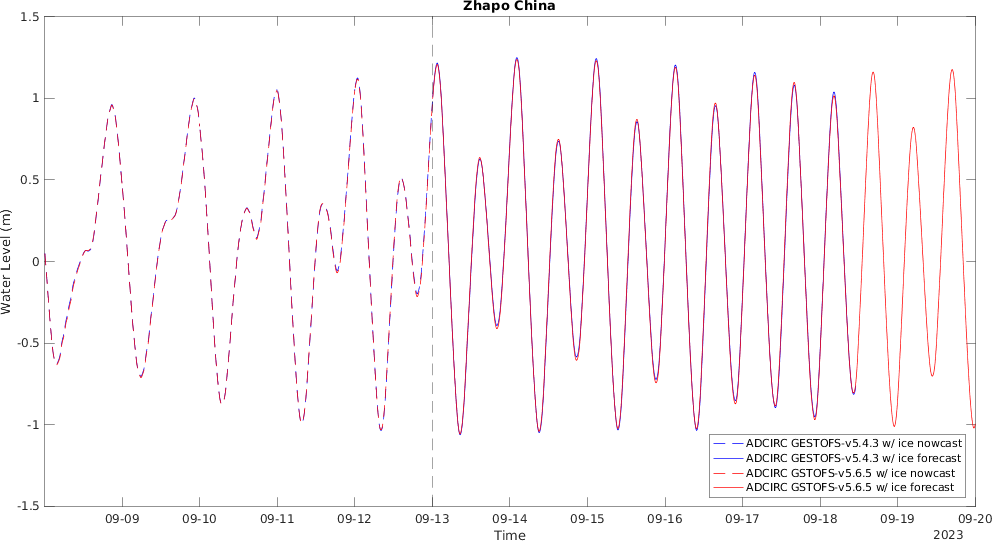 Zhapo China
1.5
1
0.5
0
-0.5
-1
-1.5
Water Level (m)
ADCIRC GESTOFS-v5.4.3 w/ ice nowcast
ADCIRC GESTOFS-v5.4.3 w/ ice forecast
ADCIRC GSTOFS-v5.6.5 w/ ice nowcast
ADCIRC GSTOFS-v5.6.5 w/ ice forecast
09-09 09-10 09-11 09-12 09-13 09-14 09-15 09-16 09-17 09-18 09-19 09-20
Time
2023